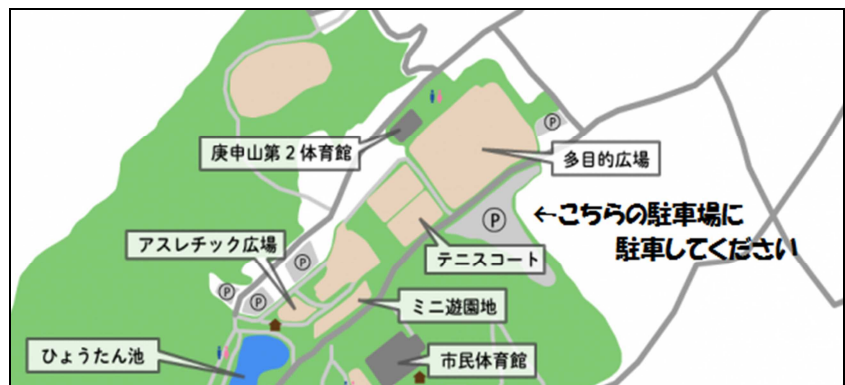 庚申山第2体育館
Ⓟ
多目的広場
Ⓟ
←こちらの駐車場に
駐車してください
アスレチック広場
テニスコート
Ⓟ
Ⓟ
Ⓟ
ミニ遊園地
ひょうたん池
市民体育館